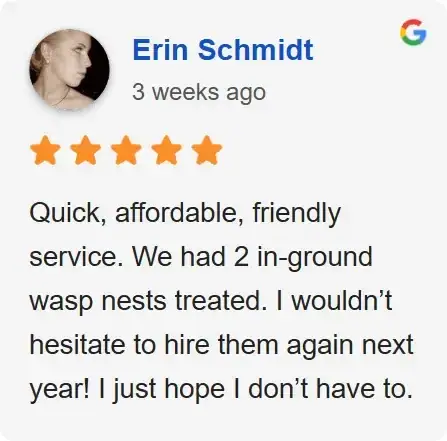 Erin Schmidt
3 weeks ago
Quick, affordable, friendly
service. We had 2 in-ground
wasp nests treated. I wouldn’t
hesitate to hire them again next
year! I just hope I don’t have to.